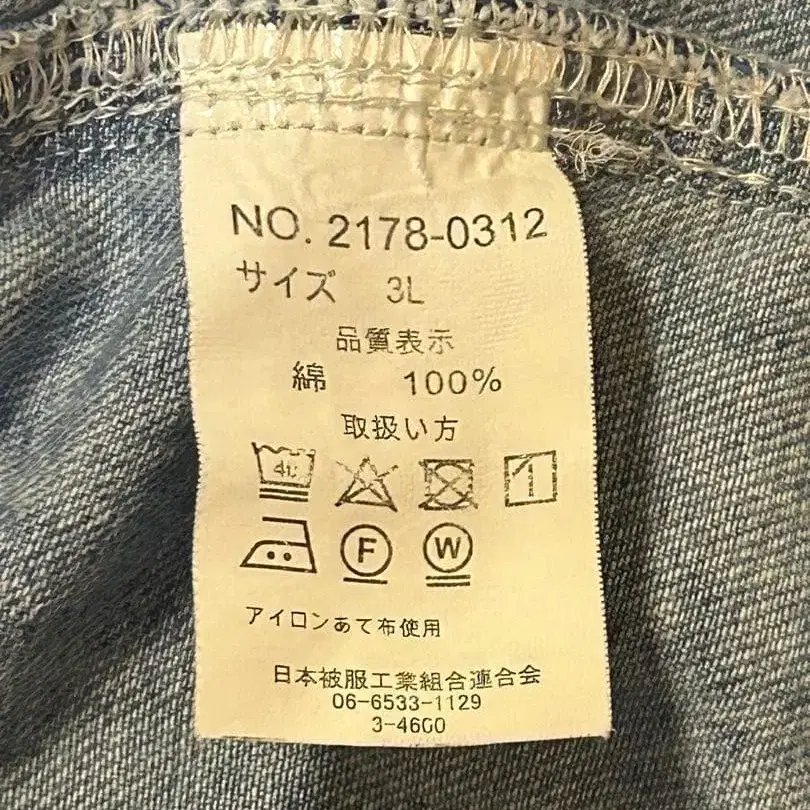 NO. 2178-0312
サイズ 3L
品質表示
綿 100%
取扱い方
40
F W
アイロンあて布使用
日本被服工業組合連合会
06-6533-1129
3-4600